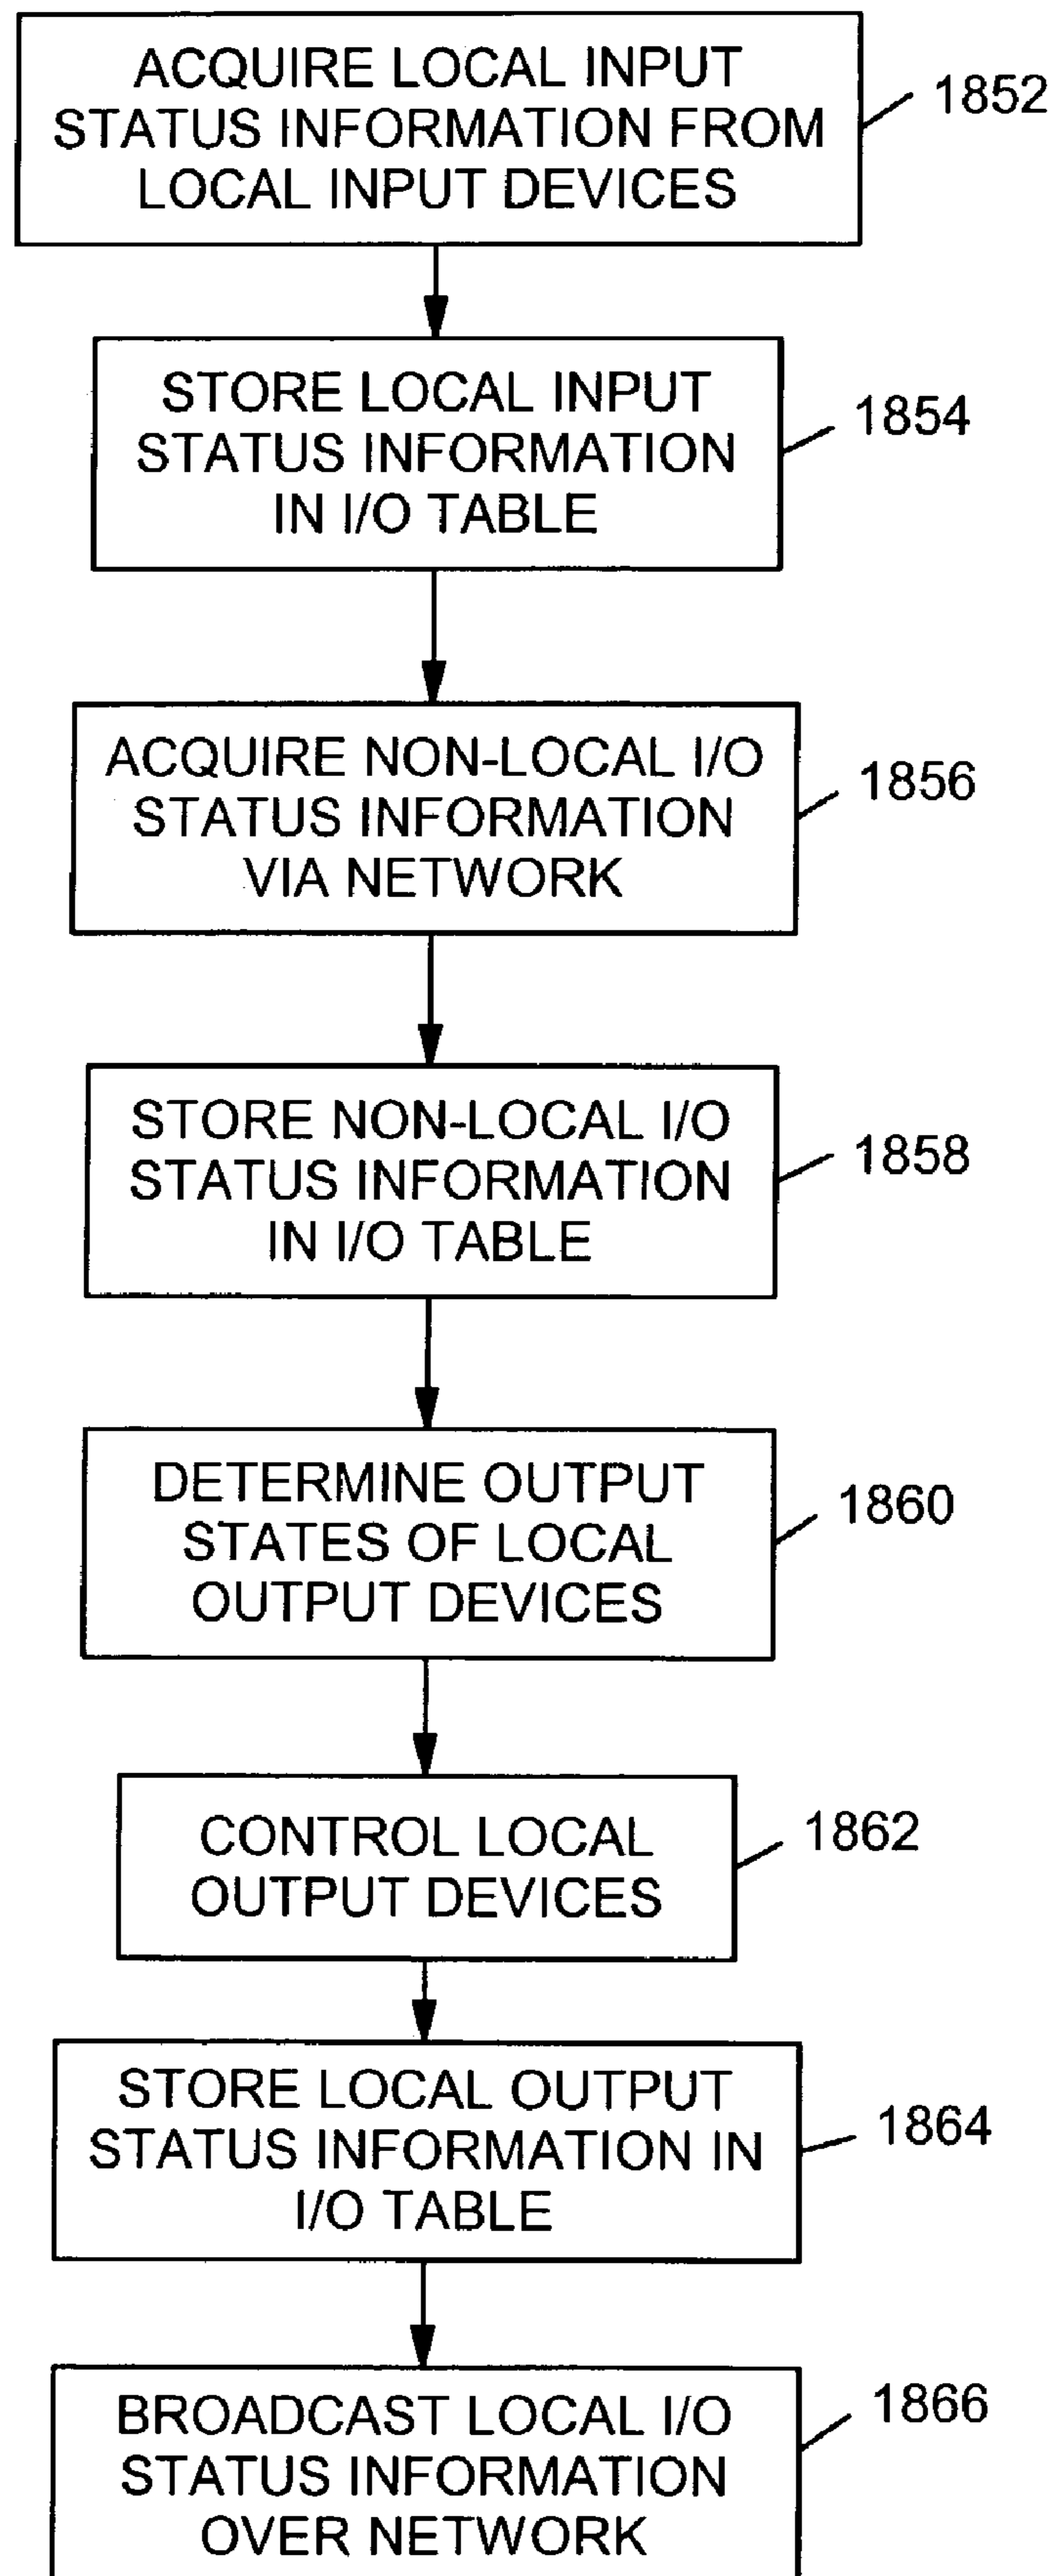 ACQUIRE LOCAL INPUT
STATUS INFORMATION FROM
LOCAL INPUT DEVICES
1852
STORE LOCAL INPUT
STATUS INFORMATION
IN I/O TABLE
1854
ACQUIRE NON-LOCAL I/O
STATUS INFORMATION
VIA NETWORK
1856
STORE NON-LOCAL I/O
STATUS INFORMATION
IN I/O TABLE
1858
DETERMINE OUTPUT
STATES OF LOCAL
OUTPUT DEVICES
1860
CONTROL LOCAL
OUTPUT DEVICES
1862
STORE LOCAL OUTPUT
STATUS INFORMATION IN
I/O TABLE
1864
BROADCAST LOCAL I/O
STATUS INFORMATION
OVER NETWORK
1866